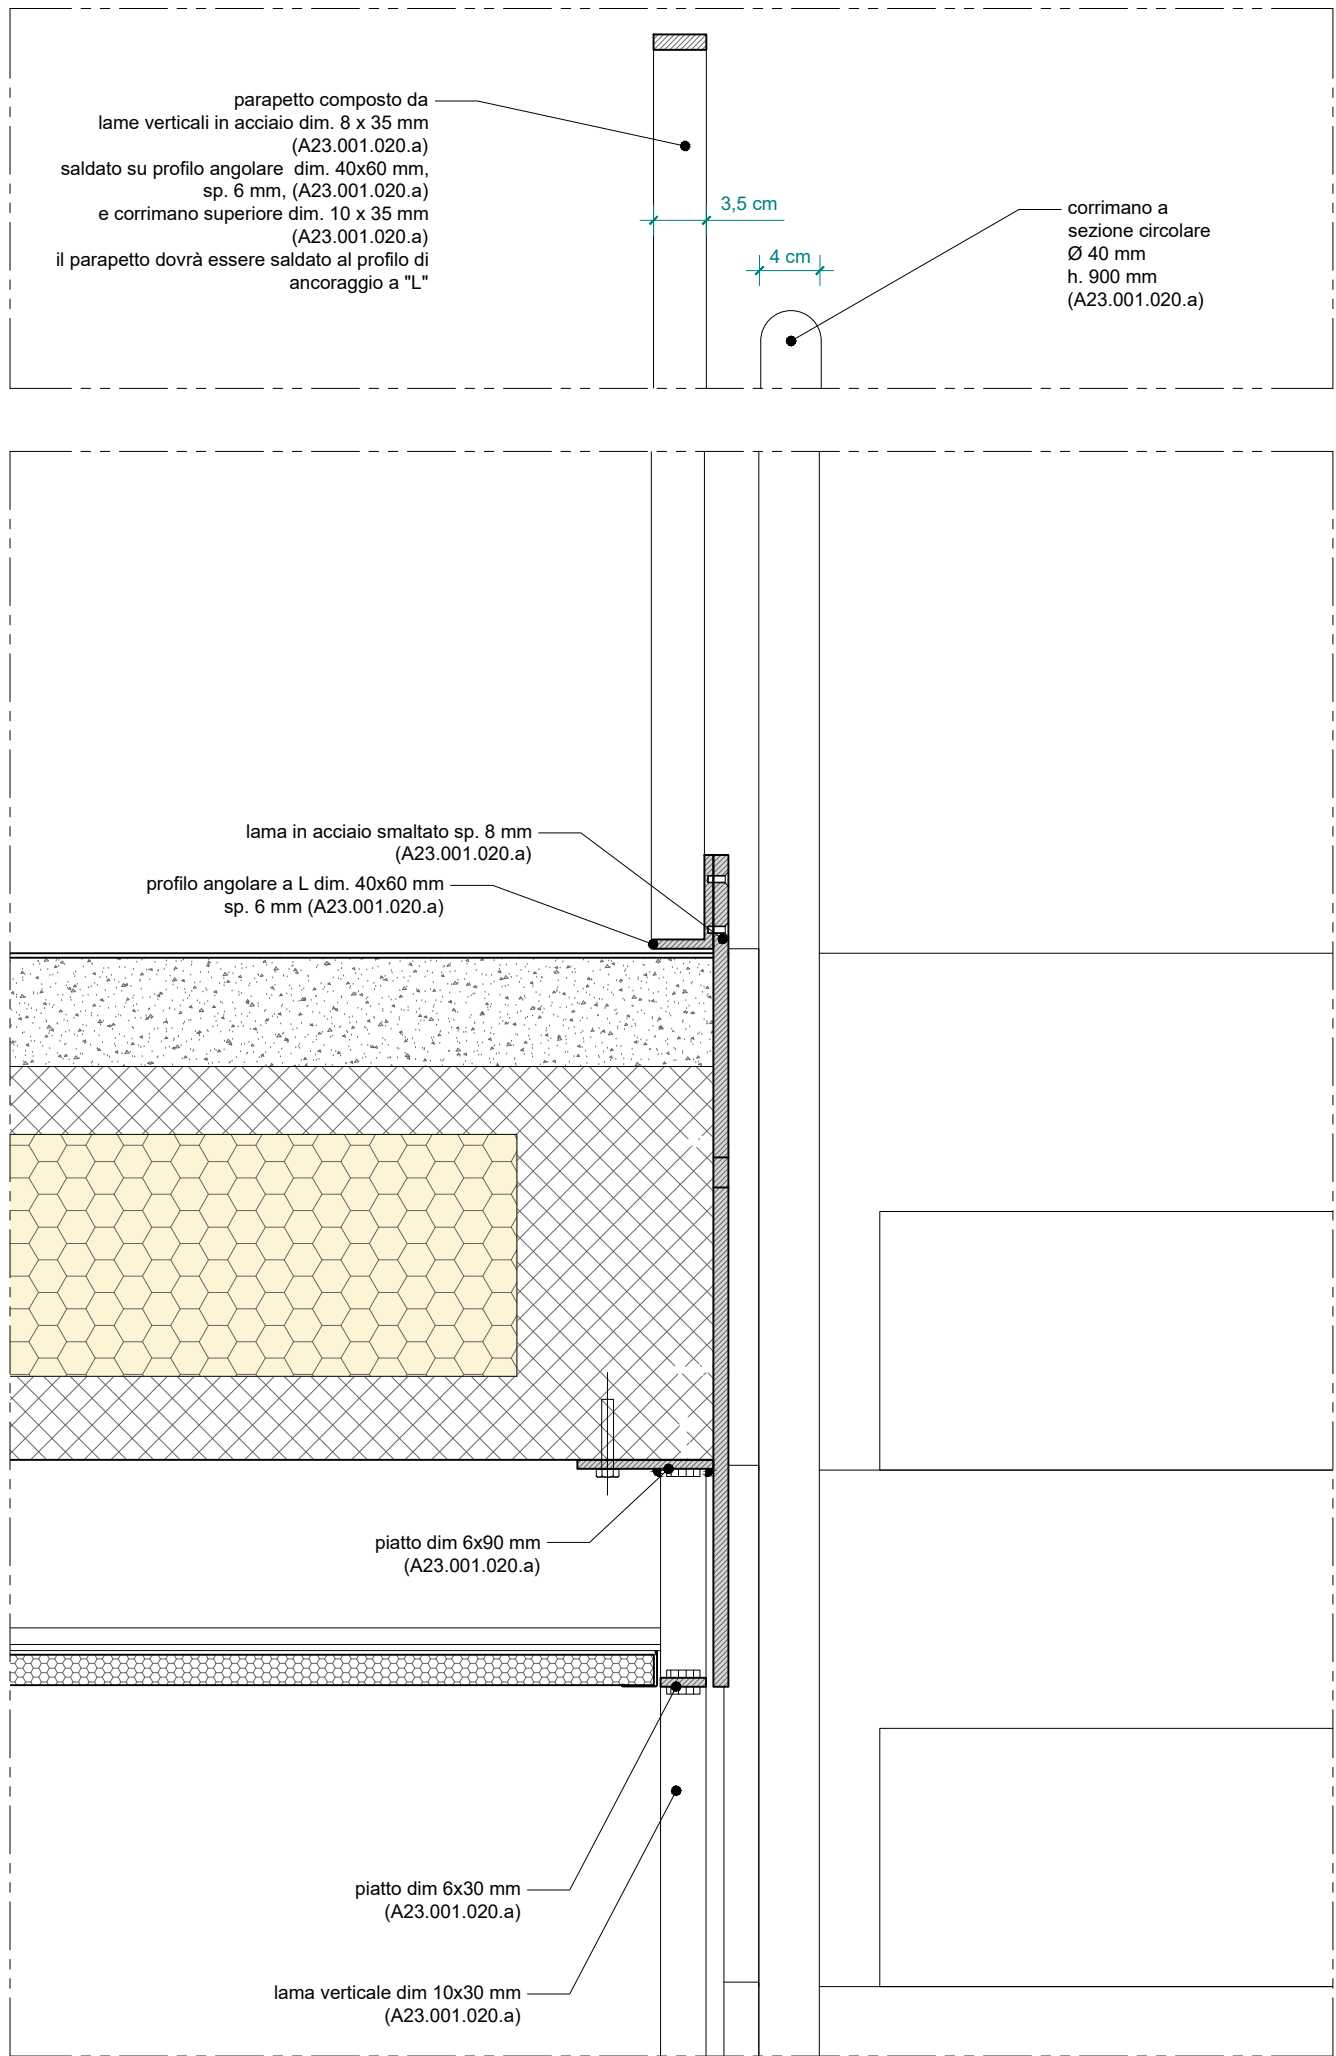 parapetto composto da
lame verticali in acciaio dim. 8 x 35 mm
(A23.001.020.a)
saldato su profilo angolare  dim. 40x60 mm,
sp. 6 mm, (A23.001.020.a)
e corrimano superiore dim. 10 x 35 mm
(A23.001.020.a)
il parapetto dovrà essere saldato al profilo di
ancoraggio a "L"
3,5 cm
4 cm
corrimano a
sezione circolare
Ø 40 mm
h. 900 mm
(A23.001.020.a)
lama in acciaio smaltato sp. 8 mm
(A23.001.020.a)
profilo angolare a L dim. 40x60 mm
sp. 6 mm (A23.001.020.a)
piatto dim 6x90 mm
(A23.001.020.a)
piatto dim 6x30 mm
(A23.001.020.a)
lama verticale dim 10x30 mm
(A23.001.020.a)